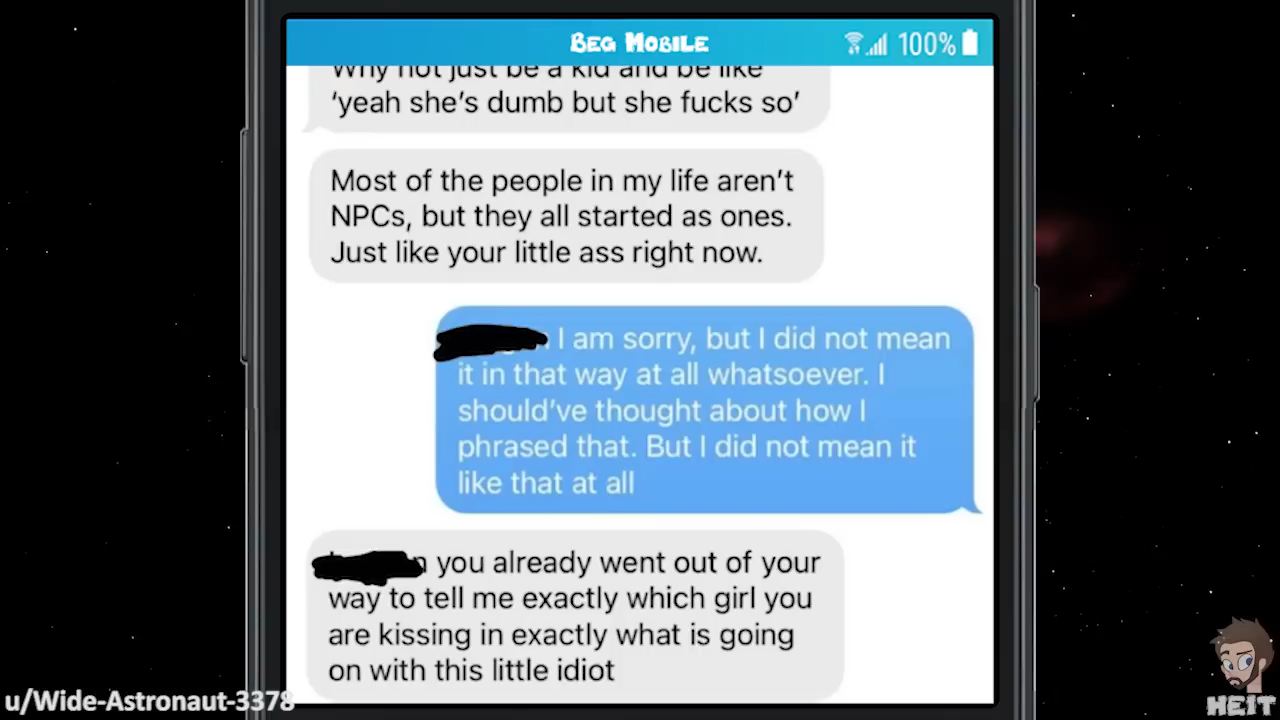 BEG MOBILE
100%
Why not just be a kid and be like
‘yeah she’s dumb but she fucks so’
Most of the people in my life aren’t
NPCs, but they all started as ones.
Just like your little ass right now.
I am sorry, but I did not mean
it in that way at all whatsoever. I
should’ve thought about how I
phrased that. But I did not mean it
like that at all
you already went out of your
way to tell me exactly which girl you
are kissing in exactly what is going
on with this little idiot
u/Wide-Astronaut-3378
HEIT